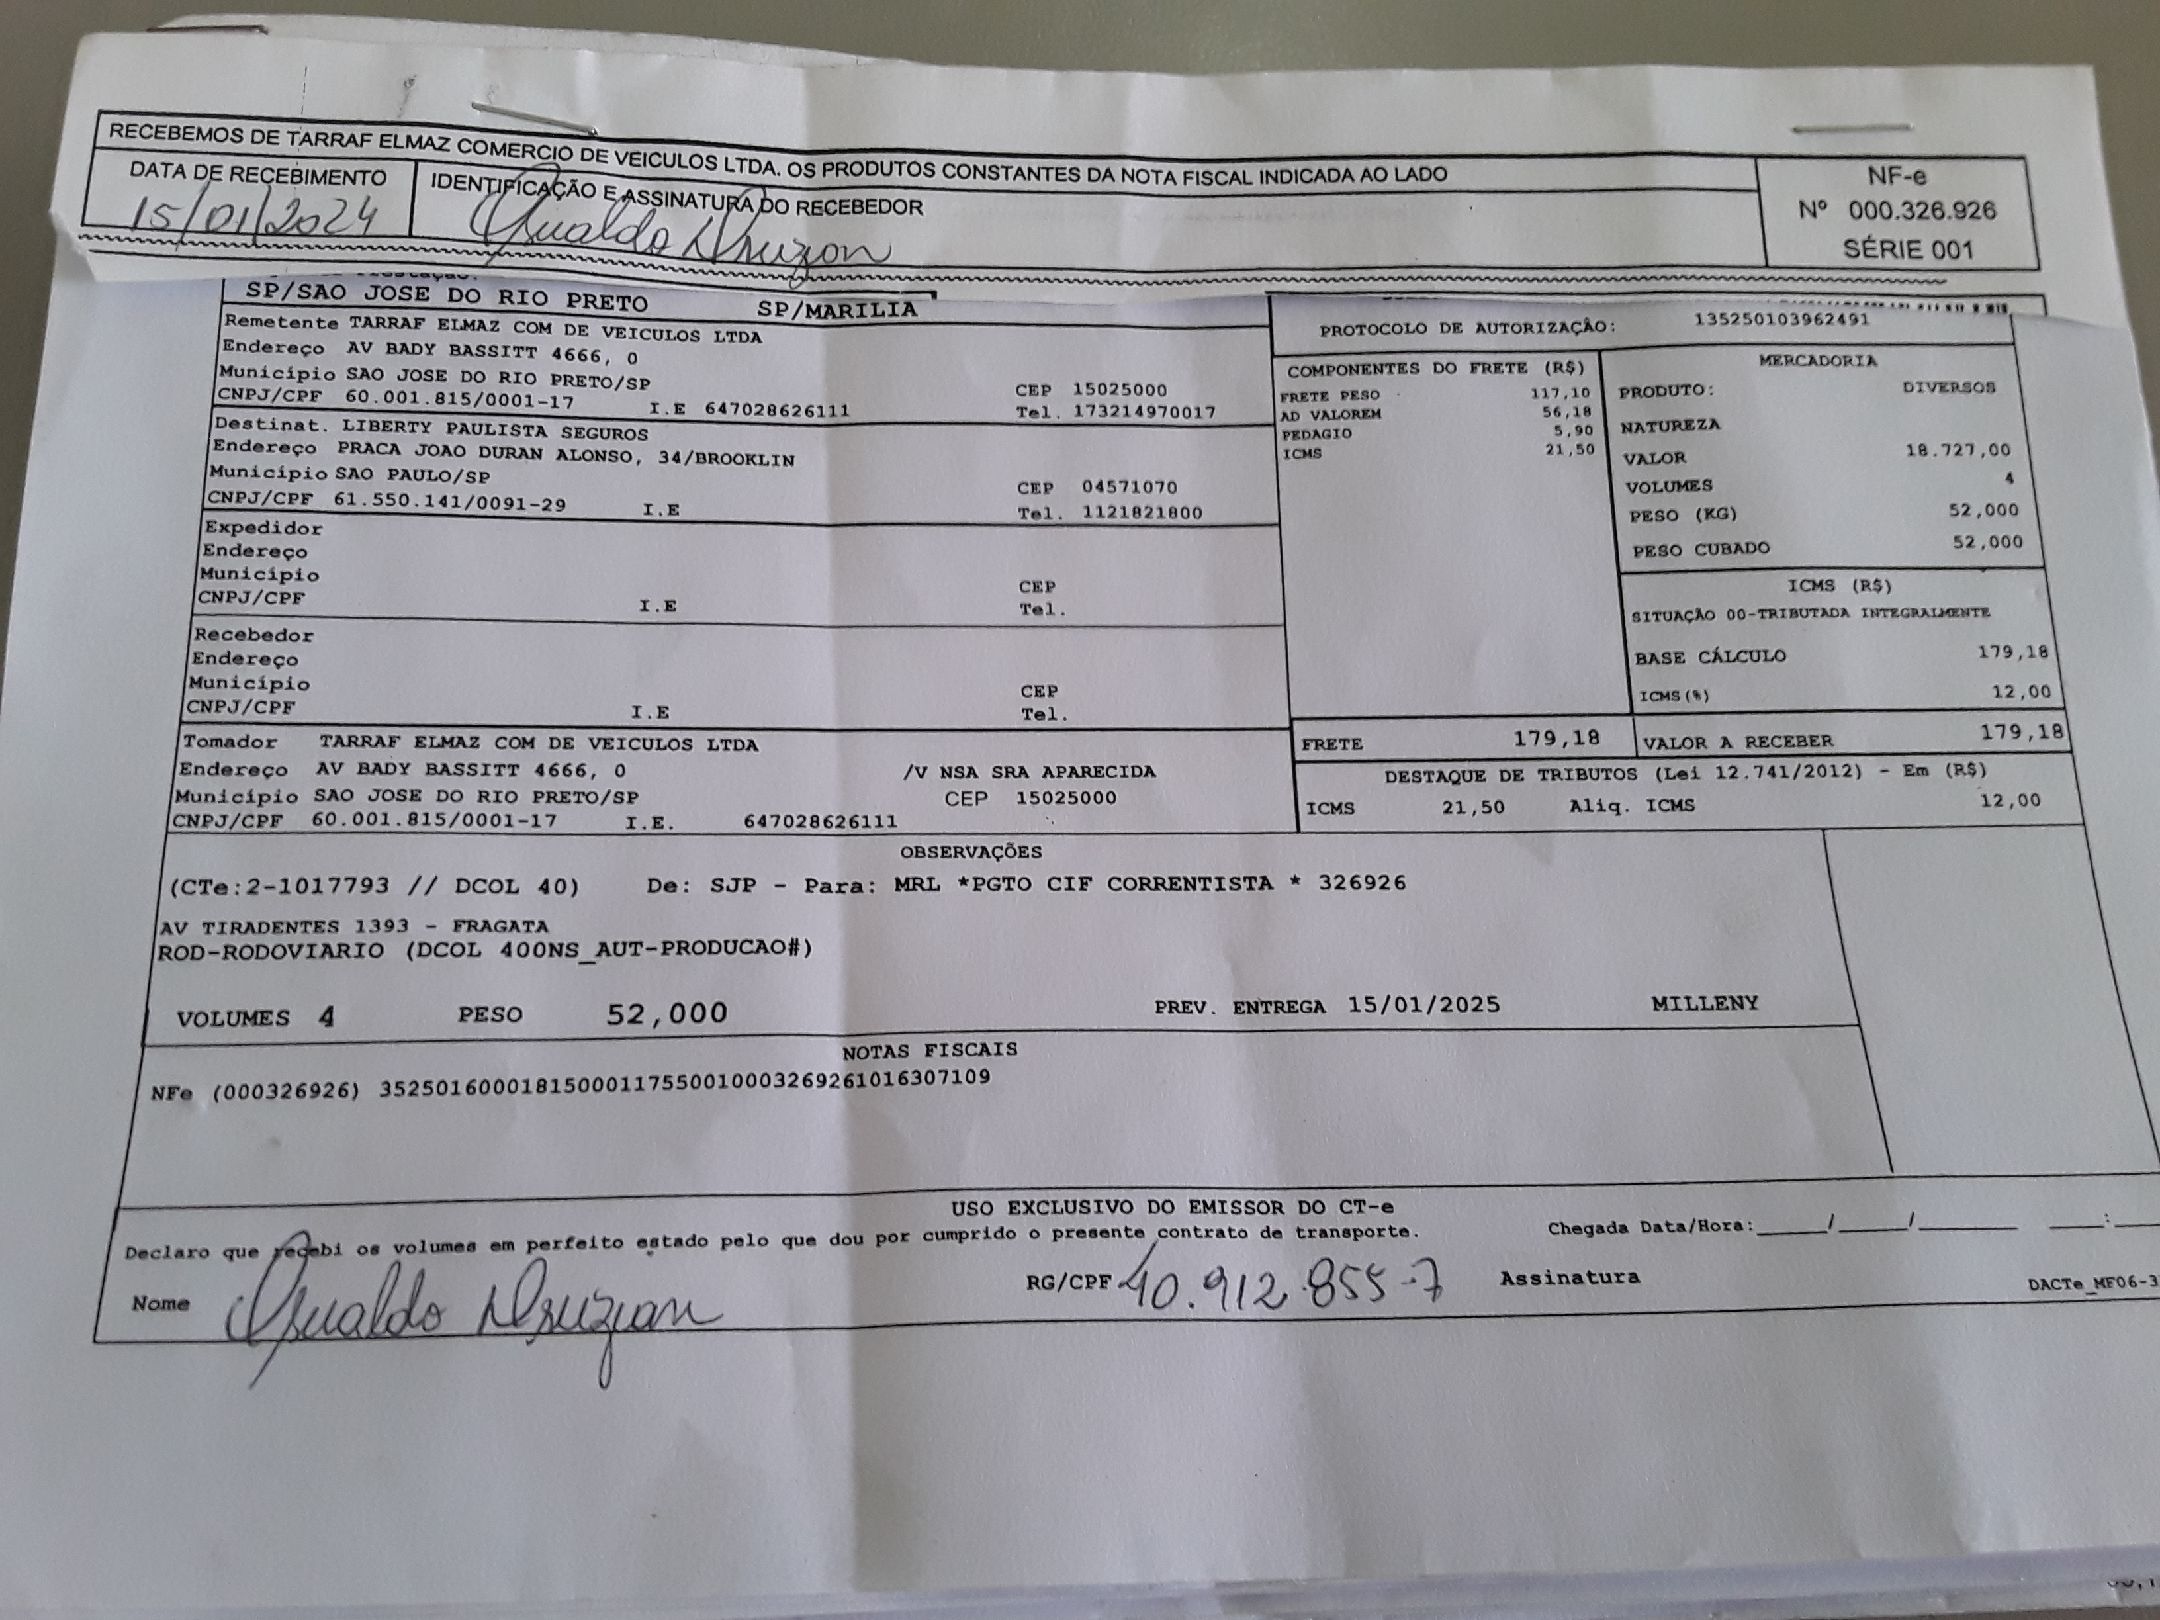 RECEBEMOS DE TARRAF ELMAZ COMERCIO DE VEICULOS LTDA. OS PRODUTOS CONSTANTES DA NOTA FISCAL INDICADA AO LADO
DATA DE RECEBIMENTO
15/01/2024
IDENTIFICAÇÃO E ASSINATURA DO RECEBEDOR
Osualdo Druzian
NF-e
Nº 000.326.926
SÉRIE 001
SP/SAO JOSE DO RIO PRETO SP/MARILIA
Remetente TARRAF ELMAZ COM DE VEICULOS LTDA
Endereço AV BADY BASSITT 4666, 0
Município SAO JOSE DO RIO PRETO/SP CEP 15025000
CNPJ/CPF 60.001.815/0001-17 I.E 647028626111 Tel. 173214970017
Destinat. LIBERTY PAULISTA SEGUROS
Endereço PRACA JOAO DURAN ALONSO, 34/BROOKLIN
Município SAO PAULO/SP CEP 04571070
CNPJ/CPF 61.550.141/0091-29 I.E Tel. 1121821800
Expedidor
Endereço
Município CEP
CNPJ/CPF I.E Tel.
Recebedor
Endereço
Município CEP
CNPJ/CPF I.E Tel.
Tomador TARRAF ELMAZ COM DE VEICULOS LTDA
Endereço AV BADY BASSITT 4666, 0 /V NSA SRA APARECIDA
Município SAO JOSE DO RIO PRETO/SP CEP 15025000
CNPJ/CPF 60.001.815/0001-17 I.E. 647028626111
PROTOCOLO DE AUTORIZAÇÃO: 135250103962491
COMPONENTES DO FRETE (R$)
FRETE PESO 117,10
AD VALOREM 56,18
PEDAGIO 5,90
ICMS 21,50
MERCADORIA
PRODUTO: DIVERSOS
NATUREZA
VALOR 18.727,00
VOLUMES 4
PESO (KG) 52,000
PESO CUBADO 52,000
ICMS (R$)
SITUAÇÃO 00-TRIBUTADA INTEGRALMENTE
BASE CÁLCULO 179,18
ICMS(%) 12,00
FRETE 179,18 VALOR A RECEBER 179,18
DESTAQUE DE TRIBUTOS (Lei 12.741/2012) - Em (R$)
ICMS 21,50 Aliq. ICMS 12,00
OBSERVAÇÕES
(CTe:2-1017793 // DCOL 40) De: SJP - Para: MRL *PGTO CIF CORRENTISTA * 326926
AV TIRADENTES 1393 - FRAGATA
ROD-RODOVIARIO (DCOL 400NS_AUT-PRODUCAO#)
VOLUMES 4 PESO 52,000 PREV. ENTREGA 15/01/2025 MILLENY
NOTAS FISCAIS
NFe (000326926) 35250160001815000117550010003269261016307109
USO EXCLUSIVO DO EMISSOR DO CT-e
Declaro que recebi os volumes em perfeito estado pelo que dou por cumprido o presente contrato de transporte. Chegada Data/Hora:____/____/______ ___:___
Nome Osualdo Druzian RG/CPF 40.912.855-7 Assinatura
DACTe_MF06-3